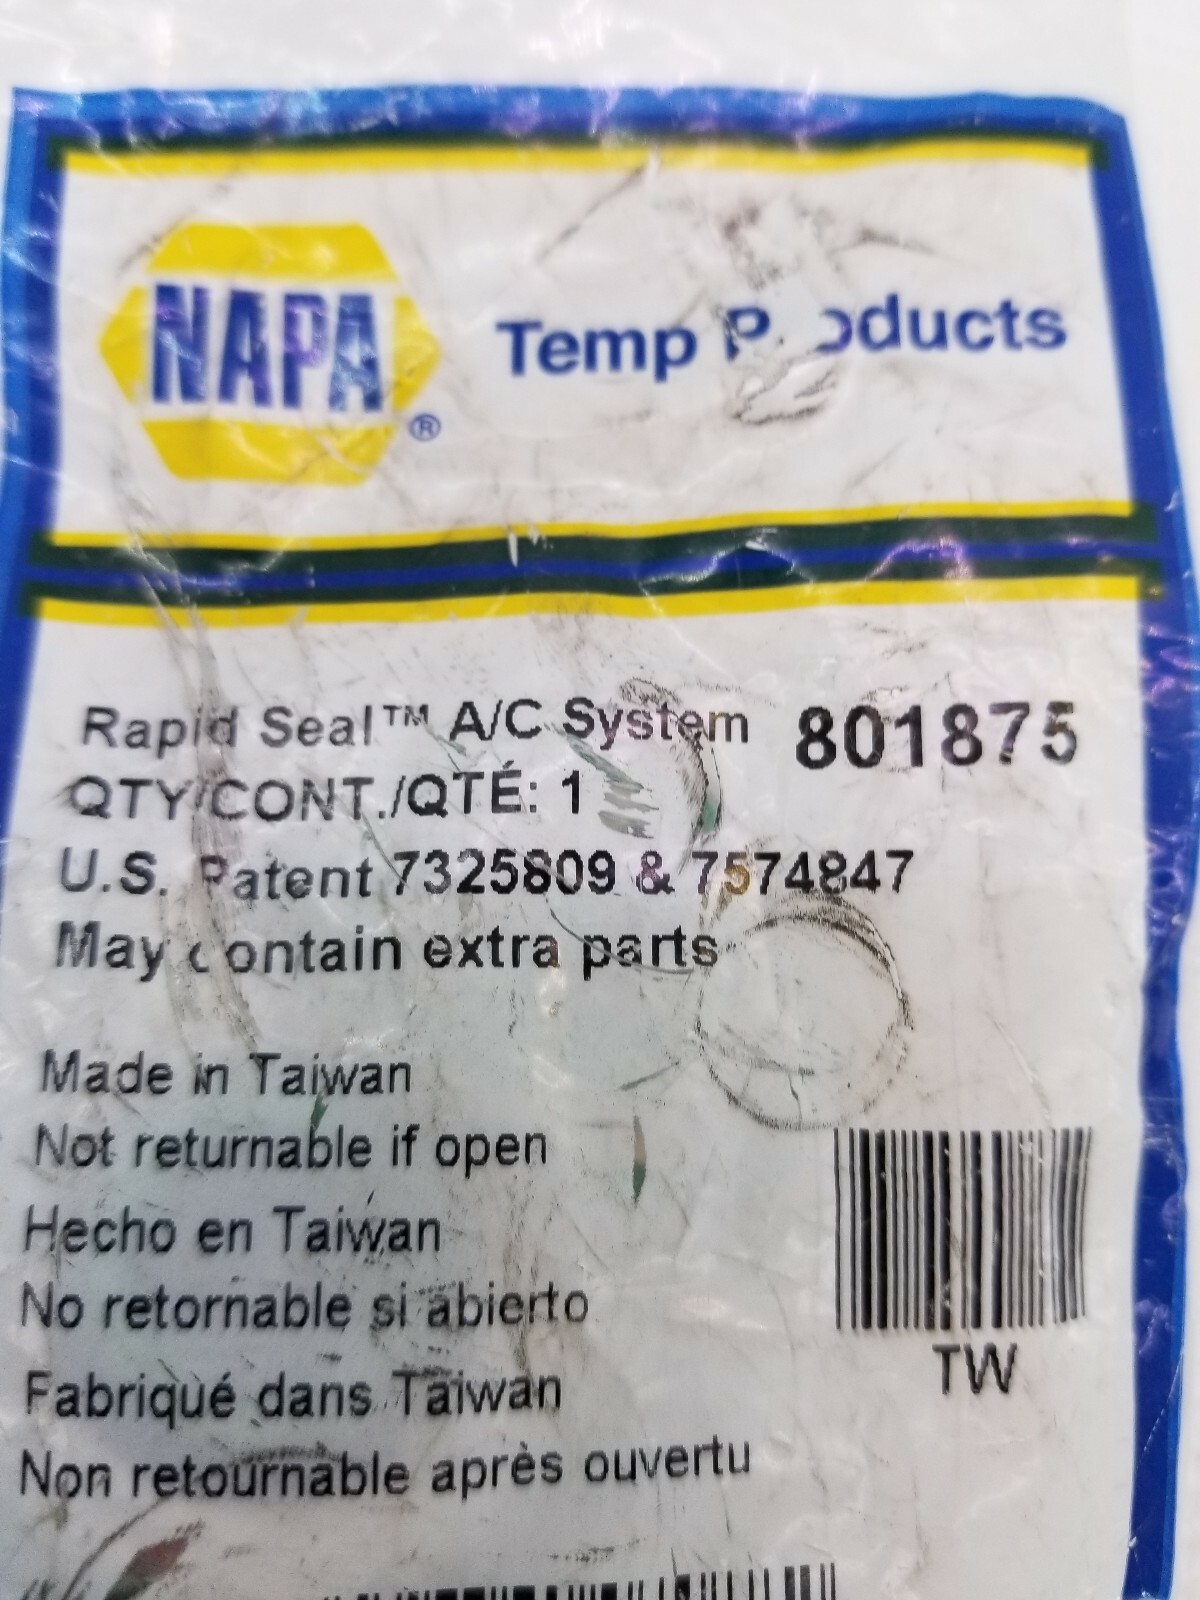 NAPA®
Temp Products
Rapid Seal™ A/C System 801875
QTY/CONT./QTÉ: 1
U.S. Patent 7325809 & 7574847
May contain extra parts
Made in Taiwan
Not returnable if open
Hecho en Taiwan
No retornable si abierto
TW
Fabriqué dans Taiwan
Non retournable après ouvertu